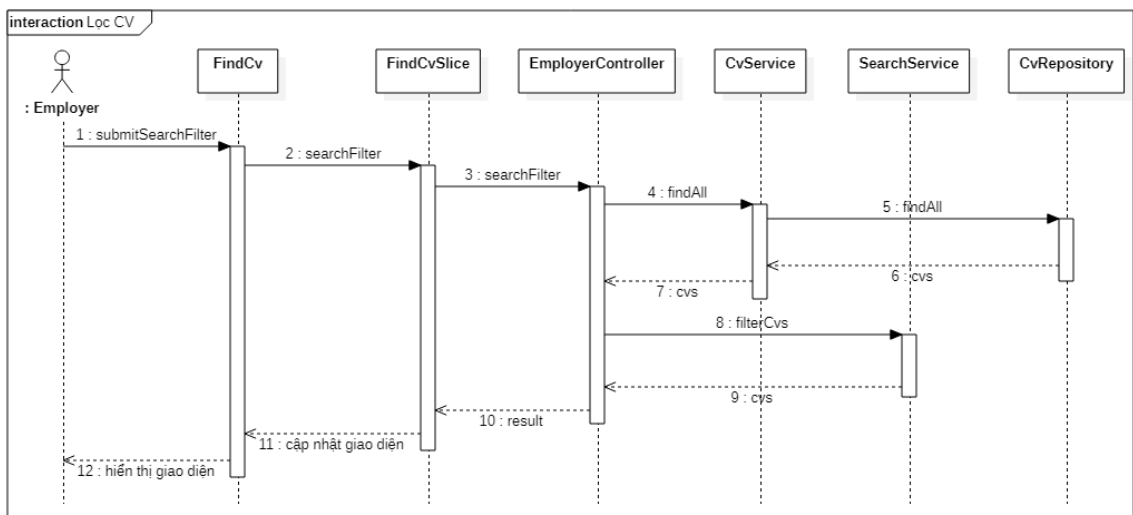 interaction Lọc CV
FindCv
FindCvSlice
EmployerController
CvService
SearchService
CvRepository
: Employer
1 : submitSearchFilter
2 : searchFilter
3 : searchFilter
4 : findAll
5 : findAll
6 : cvs
7 : cvs
8 : filterCvs
9 : cvs
10 : result
11 : cập nhật giao diện
12 : hiển thị giao diện